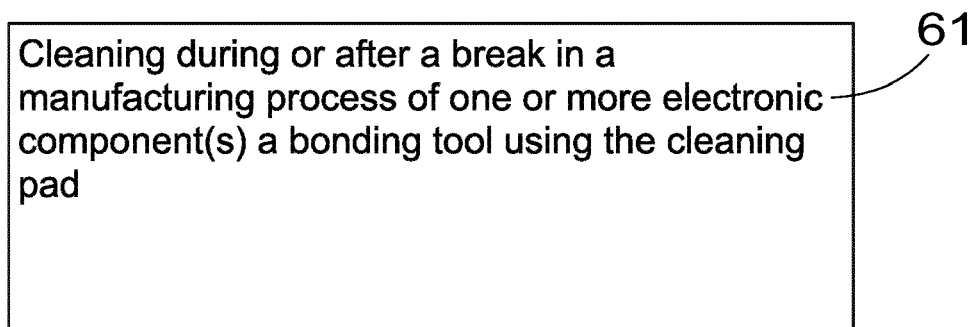 61
Cleaning during or after a break in a
manufacturing process of one or more electronic
component(s) a bonding tool using the cleaning
pad